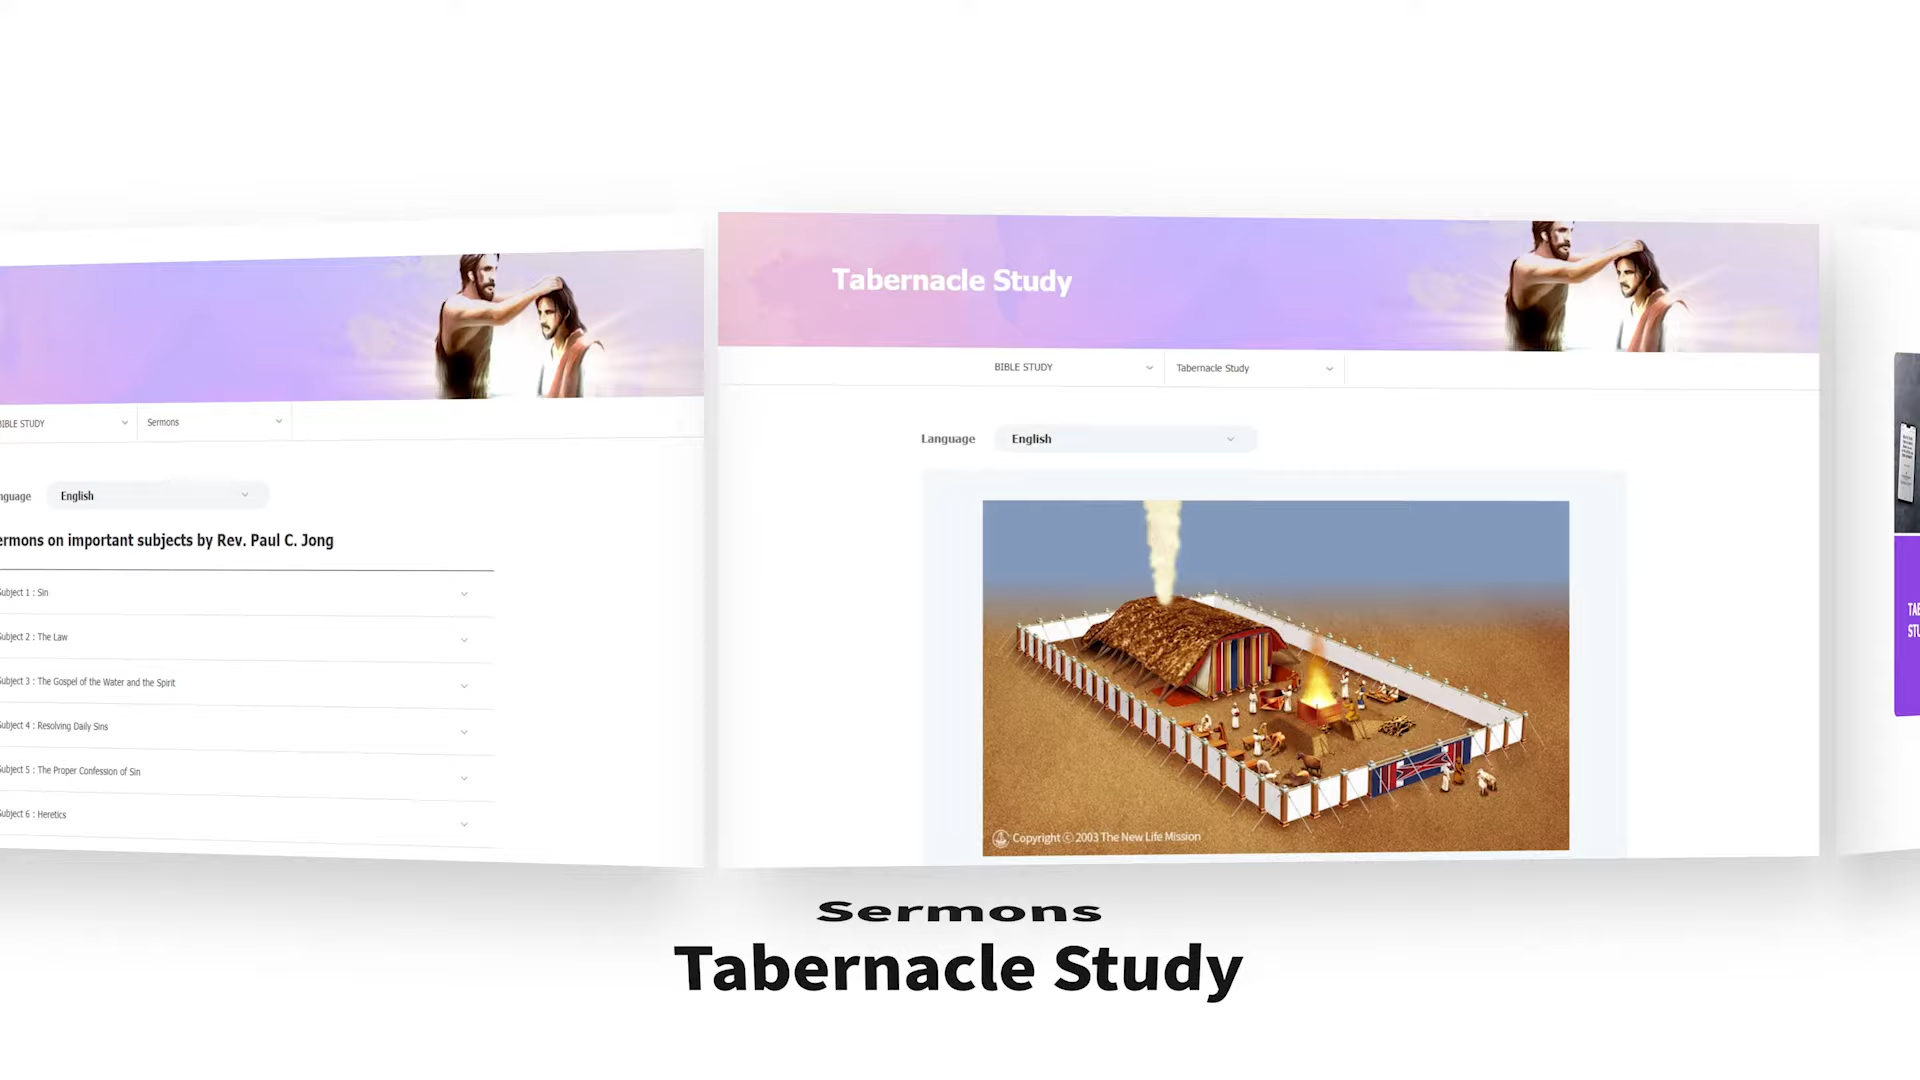 BIBLE STUDY
Sermons
English
Sermons on important subjects by Rev. Paul C. Jong
Subject 1 : Sin
Subject 2 : The Law
Subject 3 : The Gospel of the Water and the Spirit
Subject 4 : Resolving Daily Sins
Subject 5 : The Proper Confession of Sin
Subject 6 : Heretics
Tabernacle Study
BIBLE STUDY
Tabernacle Study
Language
English
Copyright ⓒ 2003 The New Life Mission
Sermons
Tabernacle Study